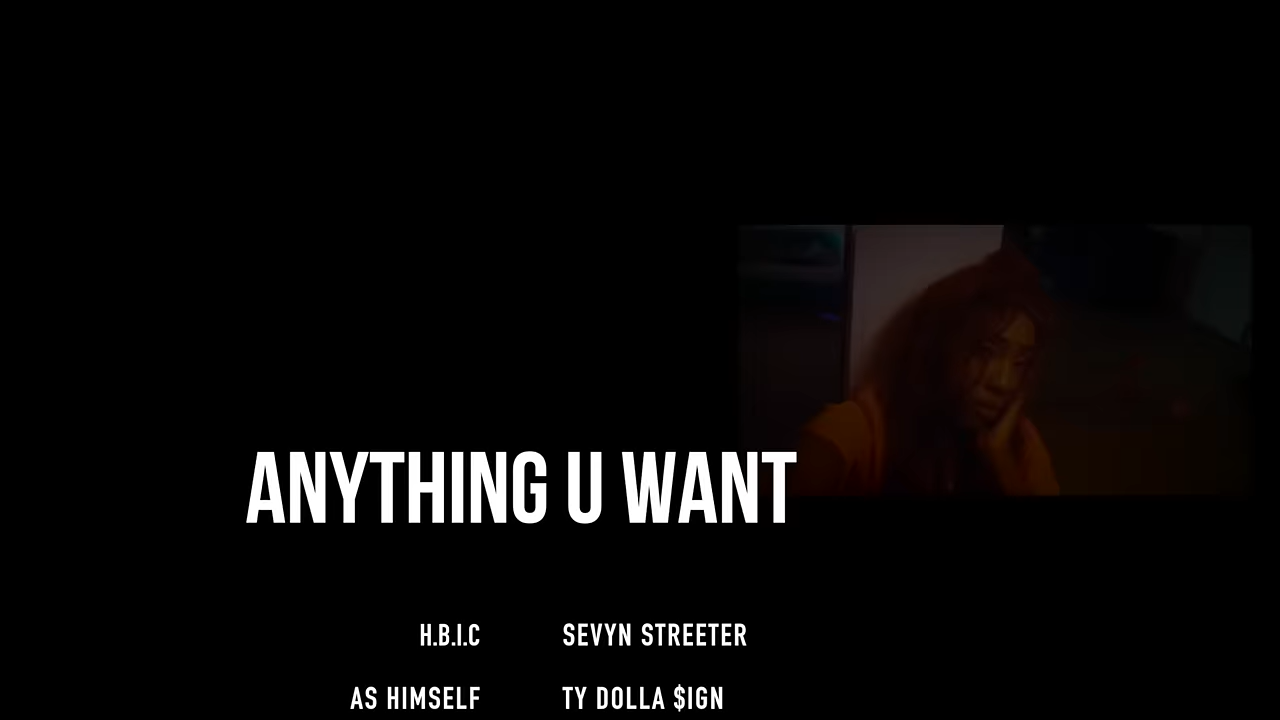 ANYTHING U WANT
H.B.I.C SEVYN STREETER
AS HIMSELF TY DOLLA $IGN